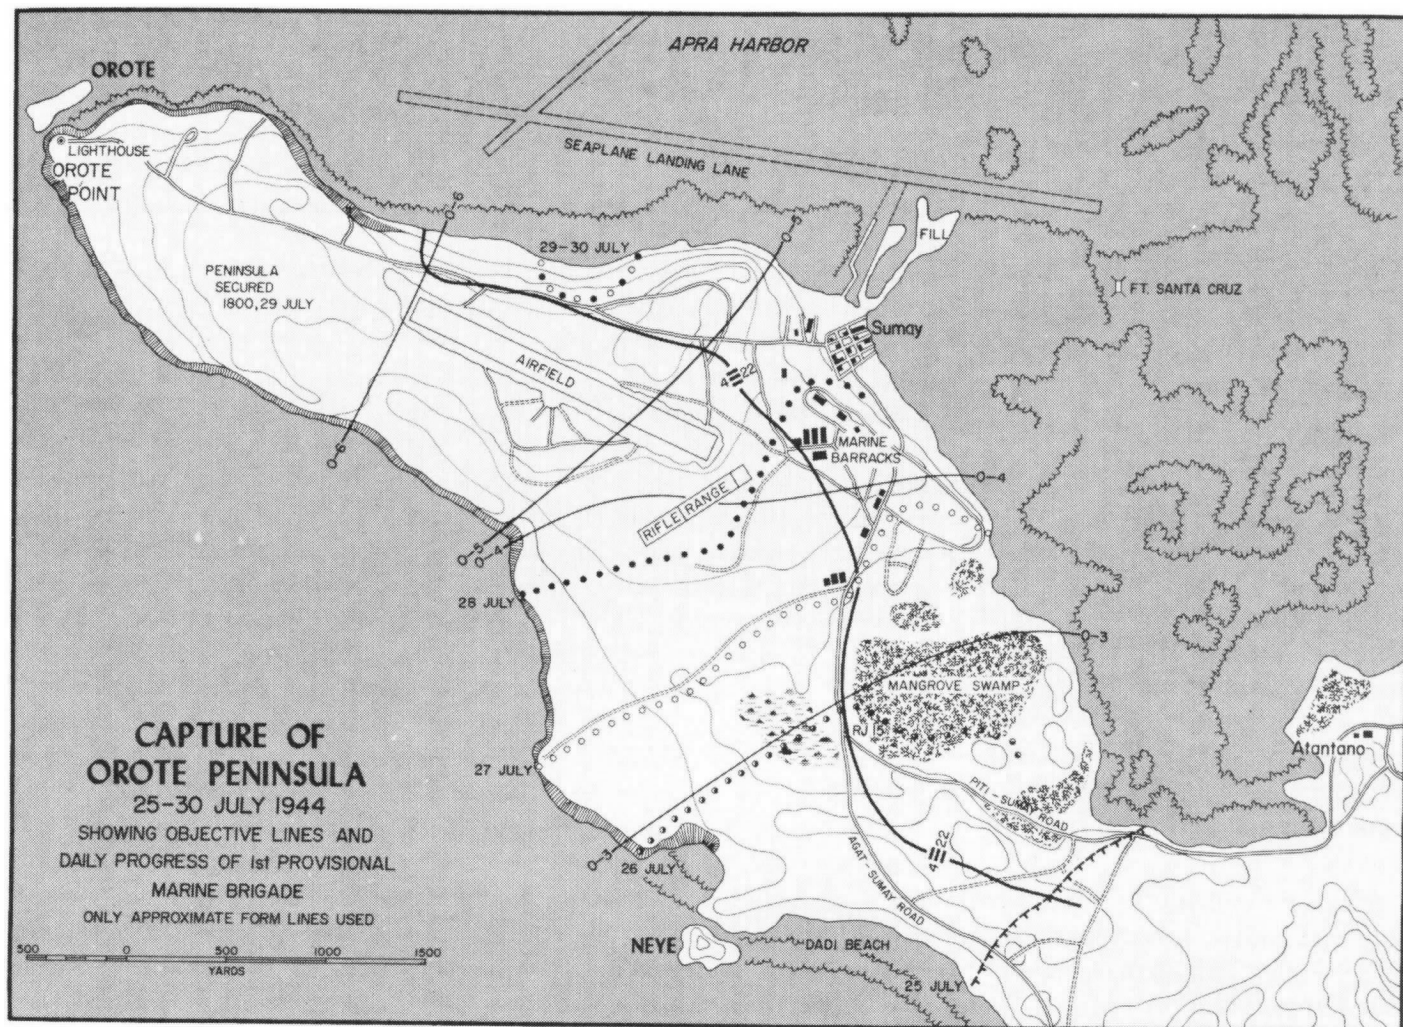 APRA HARBOR
OROTE
SEAPLANE LANDING LANE
LIGHTHOUSE
OROTE
POINT
O-6
O-5
29-30 JULY
FILL
PENINSULA
SECURED
1800, 29 JULY
FT. SANTA CRUZ
Sumay
AIRFIELD
4 22
MARINE
BARRACKS
O-6
RIFLE RANGE
O-4
O-5
O-4
28 JULY
O-3
MANGROVE SWAMP
RJ 15
Atantano
CAPTURE OF
OROTE PENINSULA
25-30 JULY 1944
SHOWING OBJECTIVE LINES AND
DAILY PROGRESS OF 1st PROVISIONAL
MARINE BRIGADE
ONLY APPROXIMATE FORM LINES USED
27 JULY
PITI - SUMAY ROAD
O-3
26 JULY
4 22
AGAT-SUMAY ROAD
500 0 500 1000 1500
YARDS
NEYE
DADI BEACH
25 JULY